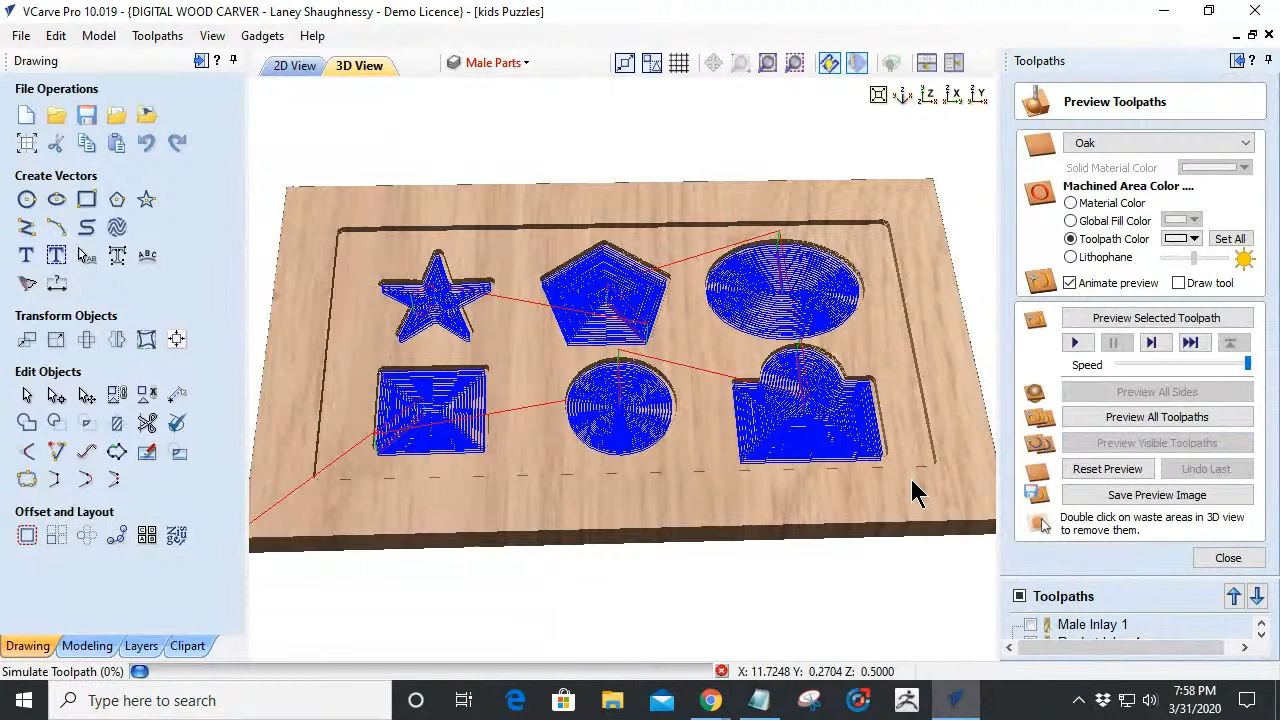 VCarve Pro 10.019 - {DIGITAL WOOD CARVER - Laney Shaughnessy - Demo Licence} - [kids Puzzles]
File Edit Model Toolpaths View Gadgets Help
Drawing
2D View 3D View
Male Parts
Toolpaths
File Operations
Create Vectors
Transform Objects
Edit Objects
Offset and Layout
Z X Y
Preview Toolpaths
Oak
Solid Material Color
Machined Area Color ....
Material Color
Global Fill Color
Toolpath Color
Set All
Lithophane
Animate preview
Draw tool
Preview Selected Toolpath
Speed
Preview All Sides
Preview All Toolpaths
Preview Visible Toolpaths
Reset Preview
Undo Last
Save Preview Image
Double click on waste areas in 3D view
to remove them.
Close
Toolpaths
Male Inlay 1
Drawing Modeling Layers Clipart
Simulate Toolpath (0%)
X: 11.7248 Y: 0.2704 Z: 0.5000
Type here to search
7:58 PM
3/31/2020